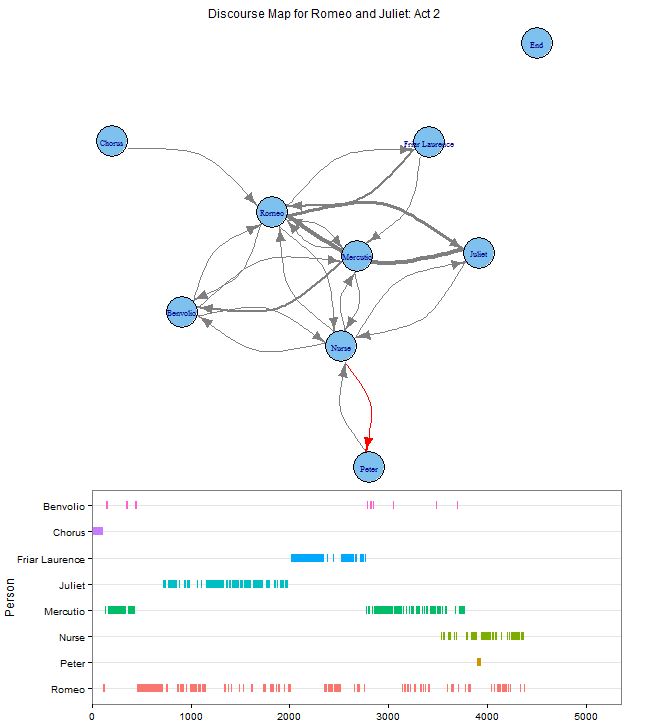 Discourse Map for Romeo and Juliet: Act 2
End
Chorus
Friar Laurence
Romeo
Mercutio
Juliet
Benvolio
Nurse
Peter
Person
Benvolio
Chorus
Friar Laurence
Juliet
Mercutio
Nurse
Peter
Romeo
0 1000 2000 3000 4000 5000